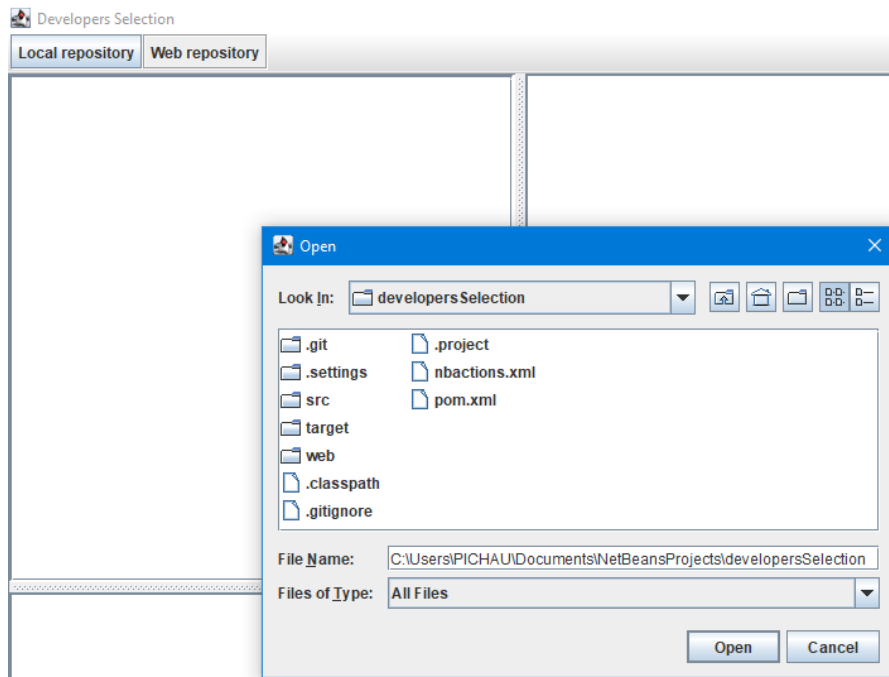 Developers Selection
Local repository Web repository
Open
Look In: developersSelection
.git .project
.settings nbactions.xml
src pom.xml
target
web
.classpath
.gitignore
File Name: C:\Users\PICHAU\Documents\NetBeansProjects\developersSelection
Files of Type: All Files
Open Cancel